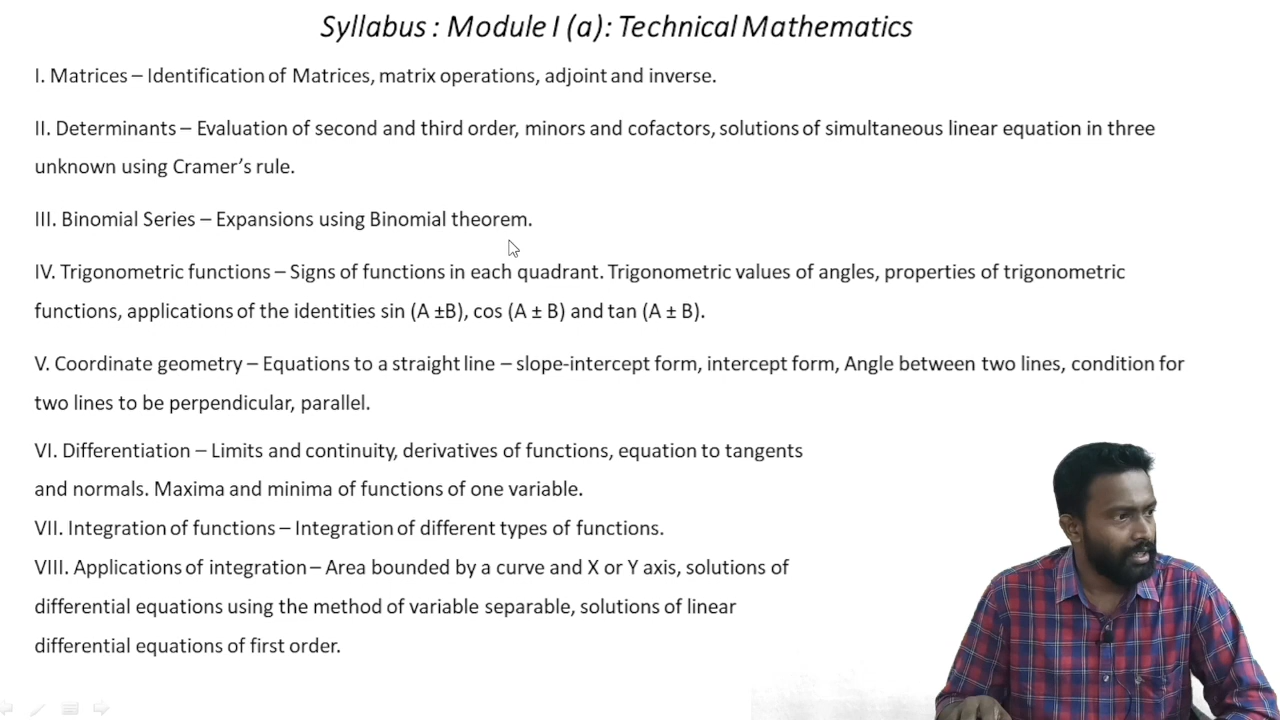 Syllabus : Module I (a): Technical Mathematics
I. Matrices – Identification of Matrices, matrix operations, adjoint and inverse.
II. Determinants – Evaluation of second and third order, minors and cofactors, solutions of simultaneous linear equation in three
unknown using Cramer’s rule.
III. Binomial Series – Expansions using Binomial theorem.
IV. Trigonometric functions – Signs of functions in each quadrant. Trigonometric values of angles, properties of trigonometric
functions, applications of the identities sin (A ±B), cos (A ± B) and tan (A ± B).
V. Coordinate geometry – Equations to a straight line – slope-intercept form, intercept form, Angle between two lines, condition for
two lines to be perpendicular, parallel.
VI. Differentiation – Limits and continuity, derivatives of functions, equation to tangents
and normals. Maxima and minima of functions of one variable.
VII. Integration of functions – Integration of different types of functions.
VIII. Applications of integration – Area bounded by a curve and X or Y axis, solutions of
differential equations using the method of variable separable, solutions of linear
differential equations of first order.